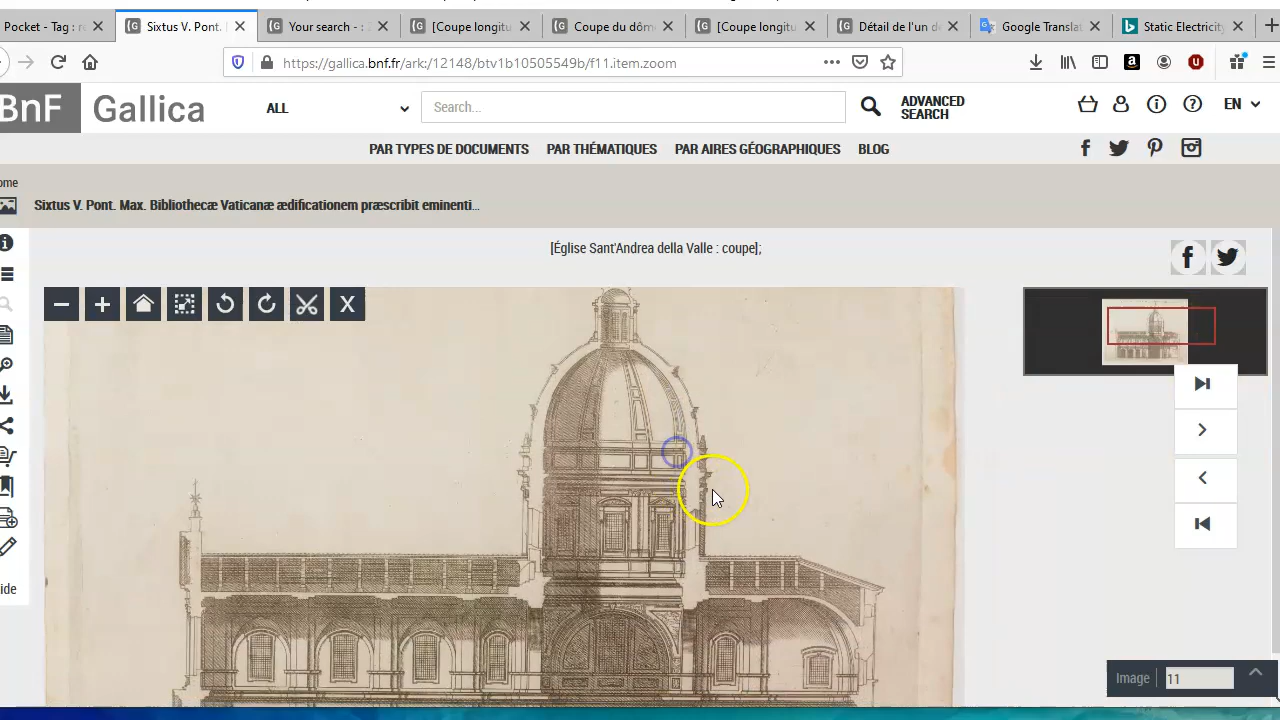 Pocket - Tag : r
Sixtus V. Pont.
Your search - :
[Coupe longitu
Coupe du dôm
[Coupe longitu
Détail de l'un d
Google Translat
Static Electricity
https://gallica.bnf.fr/ark:/12148/btv1b10505549b/f11.item.zoom
BnF Gallica
ALL
Search...
ADVANCED SEARCH
EN
PAR TYPES DE DOCUMENTS PAR THÉMATIQUES PAR AIRES GÉOGRAPHIQUES BLOG
ome
Sixtus V. Pont. Max. Bibliothecæ Vaticanæ ædificationem præscribit eminenti...
[Église Sant'Andrea della Valle : coupe];
X
ide
Image 11